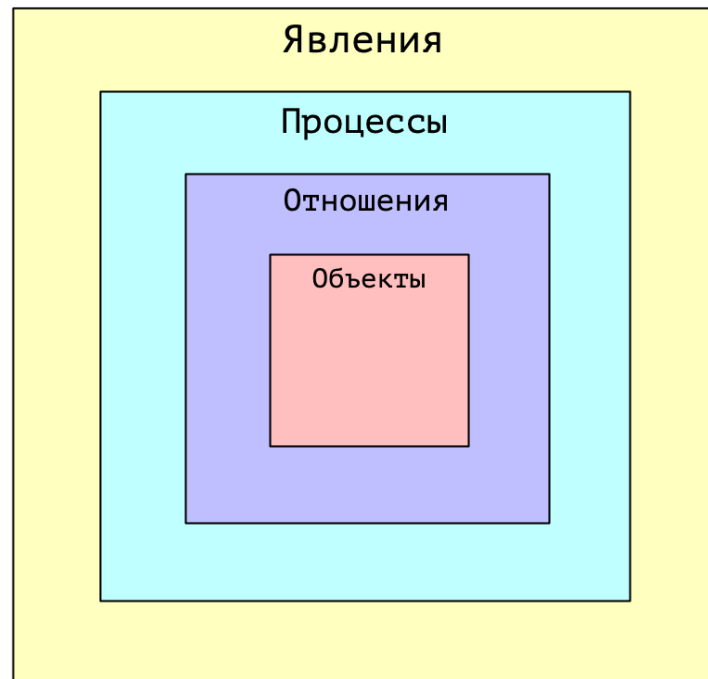 Явления
Процессы
Отношения
Объекты